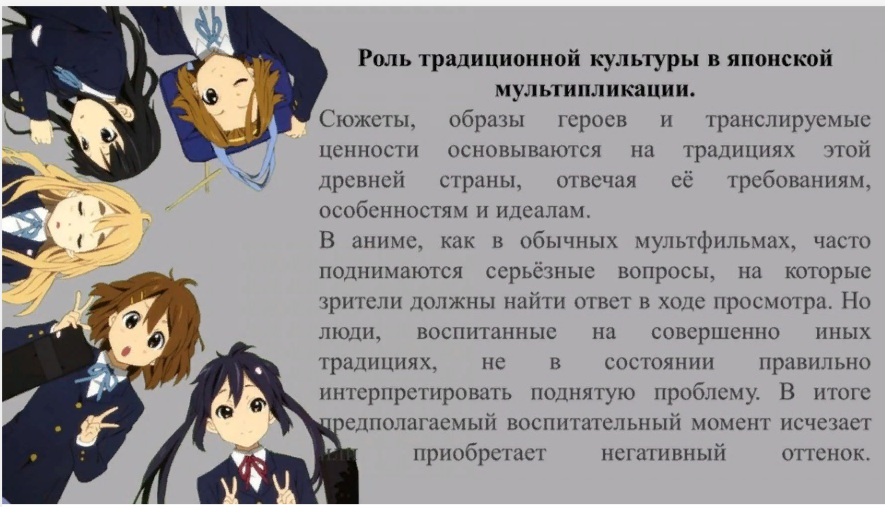 Роль традиционной культуры в японской
мультипликации.
Сюжеты, образы героев и транслируемые
ценности основываются на традициях этой
древней страны, отвечая её требованиям,
особенностям и идеалам.
В аниме, как в обычных мультфильмах, часто
поднимаются серьёзные вопросы, на которые
зрители должны найти ответ в ходе просмотра. Но
люди, воспитанные на совершенно иных
традициях, не в состоянии правильно
интерпретировать поднятую проблему. В итоге
предполагаемый воспитательный момент исчезает
или приобретает негативный оттенок.